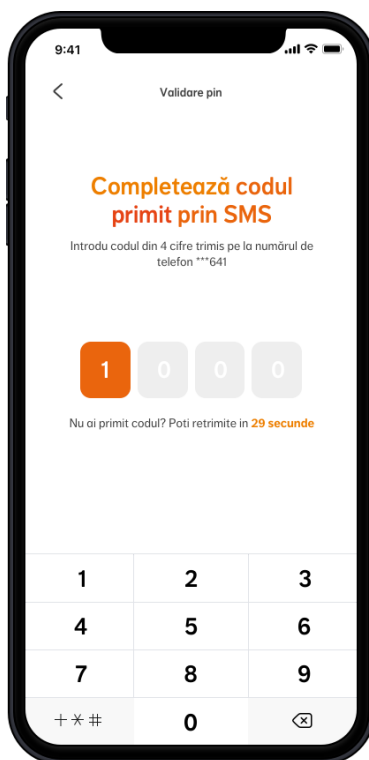 9:41
Validare pin
Completează codul
primit prin SMS
Introdu codul din 4 cifre trimis pe la numărul de
telefon ***641
1 0 0 0
Nu ai primit codul? Poti retrimite in 29 secunde
1 2 3
4 5 6
7 8 9
+*# 0